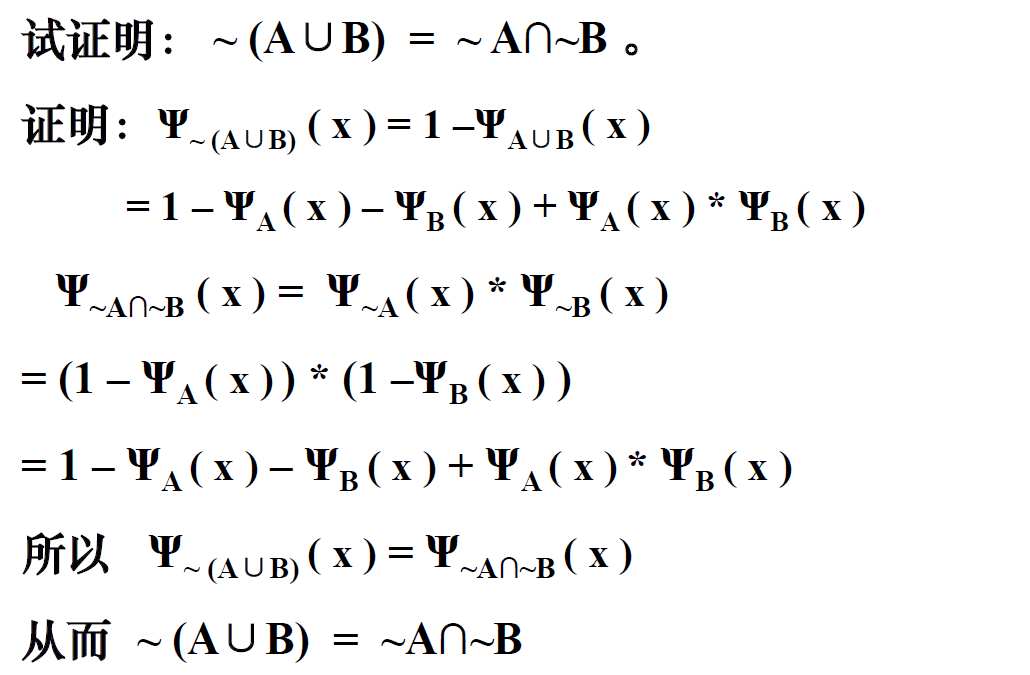 试证明：~ (A∪B) = ~ A∩~B 。
证明：Ψ~ (A∪B) ( x ) = 1 –ΨA∪B ( x )
= 1 – ΨA ( x ) – ΨB ( x ) + ΨA ( x ) * ΨB ( x )
Ψ~A∩~B ( x ) = Ψ~A ( x ) * Ψ~B ( x )
= (1 – ΨA ( x ) ) * (1 –ΨB ( x ) )
= 1 – ΨA ( x ) – ΨB ( x ) + ΨA ( x ) * ΨB ( x )
所以 Ψ~ (A∪B) ( x ) = Ψ~A∩~B ( x )
从而 ~ (A∪B) = ~A∩~B